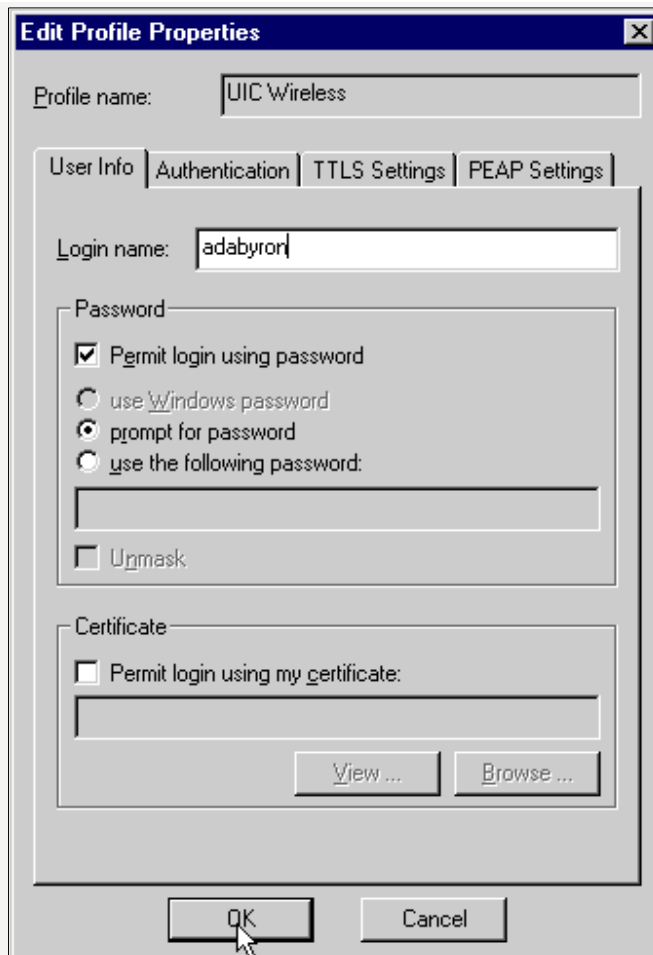 Edit Profile Properties
Profile name: UIC Wireless
User Info Authentication TTLS Settings PEAP Settings
Login name: adabyron
Password
Permit login using password
use Windows password
prompt for password
use the following password:
Unmask
Certificate
Permit login using my certificate:
View ... Browse ...
OK Cancel